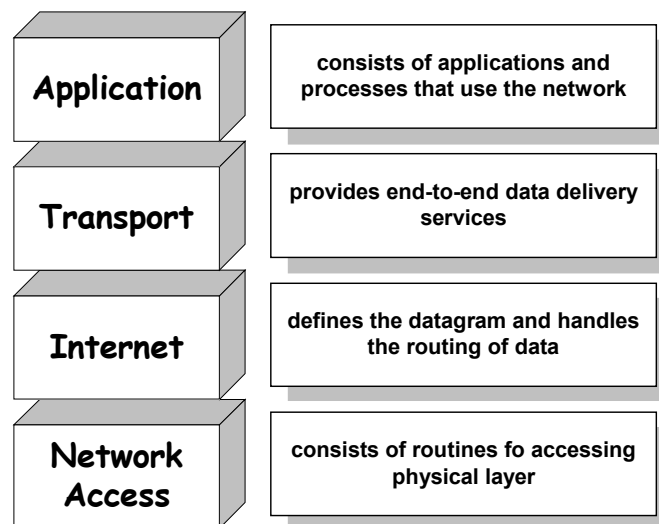 Application
consists of applications and
processes that use the network
Transport
provides end-to-end data delivery
services
Internet
defines the datagram and handles
the routing of data
Network
Access
consists of routines fo accessing
physical layer